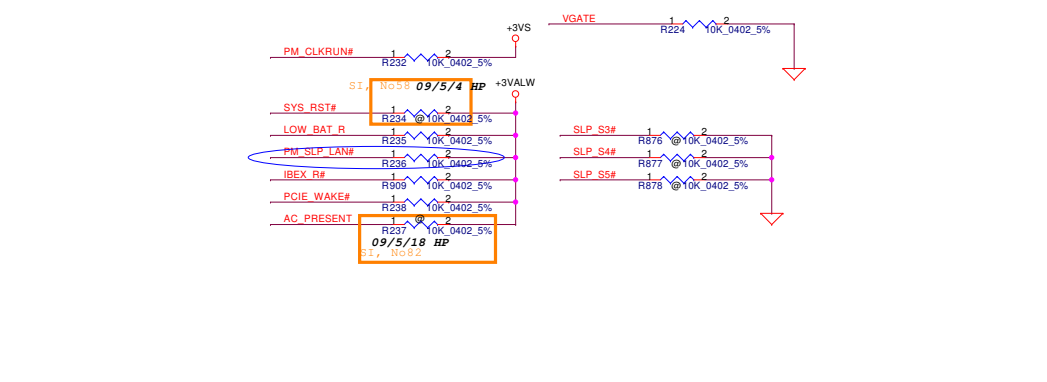 VGATE
1 2
R224 10K_0402_5%
+3VS
PM_CLKRUN#
1 2
R232 10K_0402_5%
SI, No58 09/5/4 HP
+3VALW
SYS_RST#
1 2
R234 @ 10K_0402_5%
LOW_BAT_R
1 2
R235 10K_0402_5%
PM_SLP_LAN#
1 2
R236 10K_0402_5%
IBEX_R#
1 2
R909 10K_0402_5%
PCIE_WAKE#
1 2
R238 10K_0402_5%
AC_PRESENT
1 @ 2
R237 10K_0402_5%
09/5/18 HP
SI, No82
SLP_S3#
1 2
R876 @ 10K_0402_5%
SLP_S4#
1 2
R877 @ 10K_0402_5%
SLP_S5#
1 2
R878 @ 10K_0402_5%